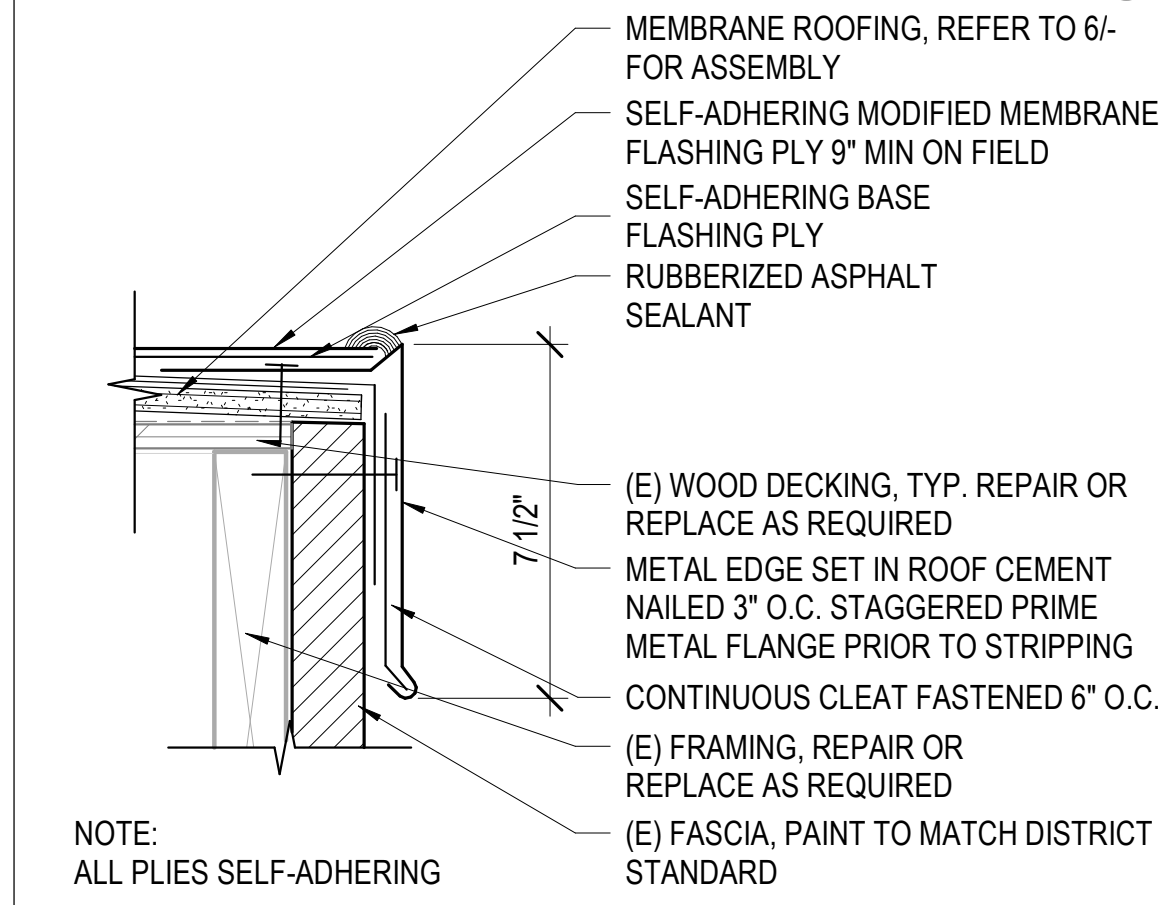 MEMBRANE ROOFING, REFER TO 6/-
FOR ASSEMBLY
SELF-ADHERING MODIFIED MEMBRANE
FLASHING PLY 9" MIN ON FIELD
SELF-ADHERING BASE
FLASHING PLY
RUBBERIZED ASPHALT
SEALANT
7 1/2"
(E) WOOD DECKING, TYP. REPAIR OR
REPLACE AS REQUIRED
METAL EDGE SET IN ROOF CEMENT
NAILED 3" O.C. STAGGERED PRIME
METAL FLANGE PRIOR TO STRIPPING
CONTINUOUS CLEAT FASTENED 6" O.C.
(E) FRAMING, REPAIR OR
REPLACE AS REQUIRED
(E) FASCIA, PAINT TO MATCH DISTRICT
STANDARD
NOTE:
ALL PLIES SELF-ADHERING